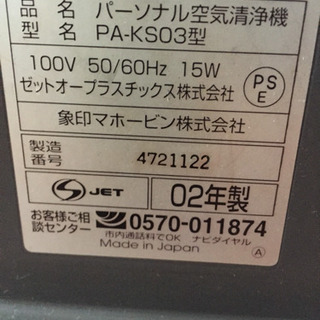 品名 パーソナル空気清浄機
型名 PA-KS03型
100V 50/60Hz 15W
ゼットオープラスチックス株式会社
PS
E
象印マホービン株式会社
製造
番号 4721122
JET 02年製
お客様ご相
談センター 0570-011874
市内通話料でOK ナビダイヤル
Made in Japan Ⓐ